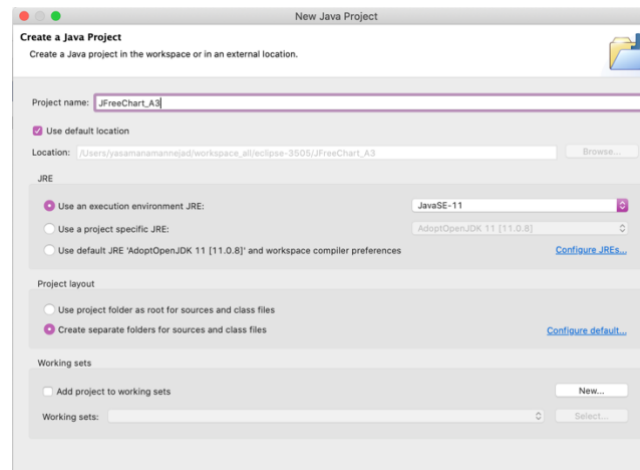 New Java Project
Create a Java Project
Create a Java project in the workspace or in an external location.
Project name: JFreeChart_A3
Use default location
Location: /Users/yasamanamannejad/workspace_all/eclipse-3505/JFreeChart_A3 Browse...
JRE
Use an execution environment JRE: JavaSE-11
Use a project specific JRE: AdoptOpenJDK 11 [11.0.8]
Use default JRE 'AdoptOpenJDK 11 [11.0.8]' and workspace compiler preferences Configure JREs...
Project layout
Use project folder as root for sources and class files
Create separate folders for sources and class files Configure default...
Working sets
Add project to working sets New...
Working sets: Select...